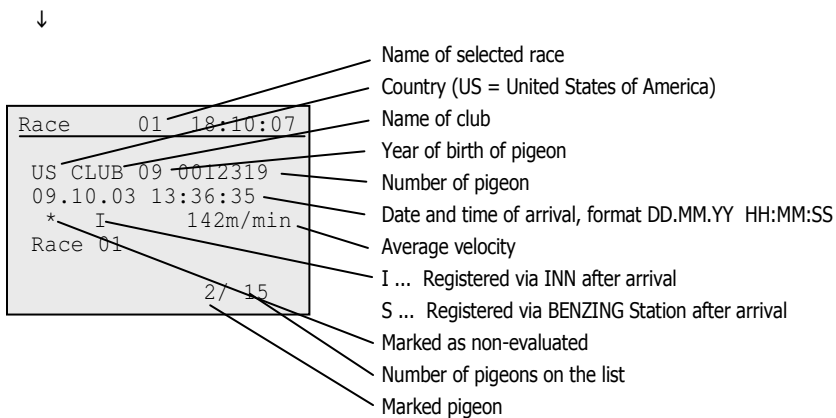 ↓
Race 01 18:10:07
US CLUB 09 0012319
09.10.03 13:36:35
* I 142m/min
Race 01
2/ 15
Name of selected race
Country (US = United States of America)
Name of club
Year of birth of pigeon
Number of pigeon
Date and time of arrival, format DD.MM.YY HH:MM:SS
Average velocity
I ... Registered via INN after arrival
S ... Registered via BENZING Station after arrival
Marked as non-evaluated
Number of pigeons on the list
Marked pigeon